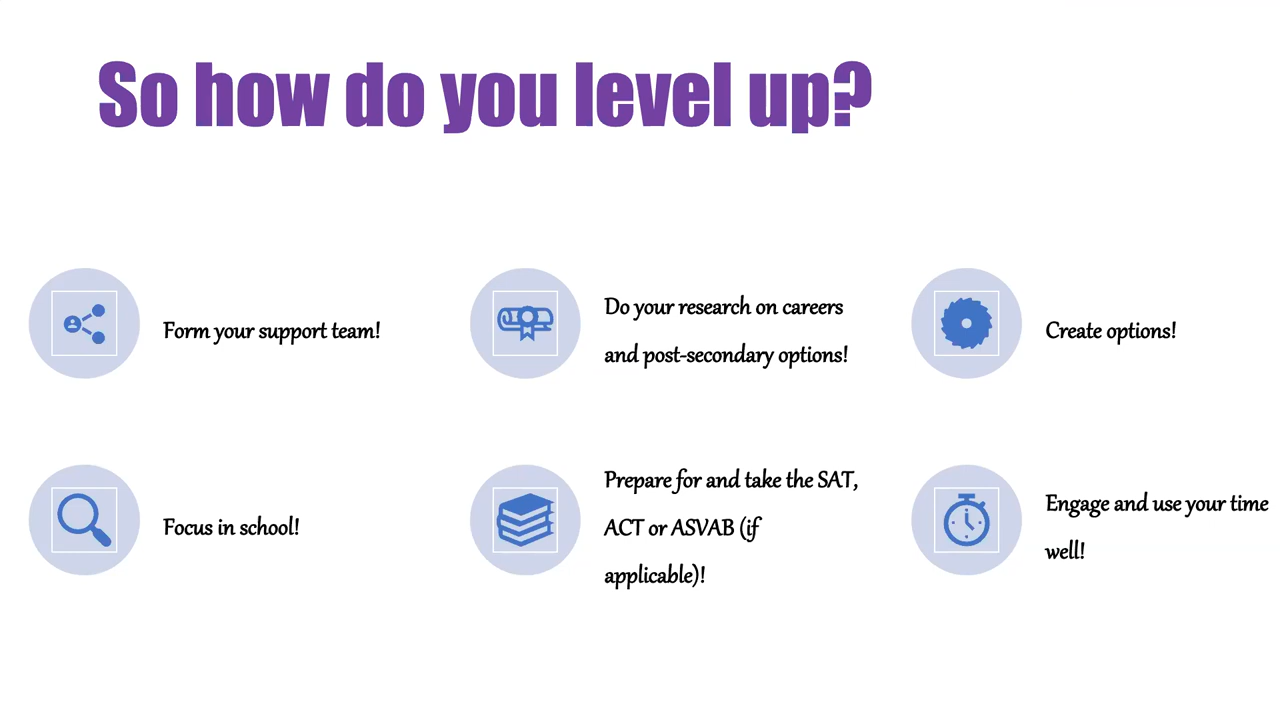 So how do you level up?
Form your support team!
Do your research on careers
and post-secondary options!
Create options!
Focus in school!
Prepare for and take the SAT,
ACT or ASVAB (if
applicable)!
Engage and use your time
well!